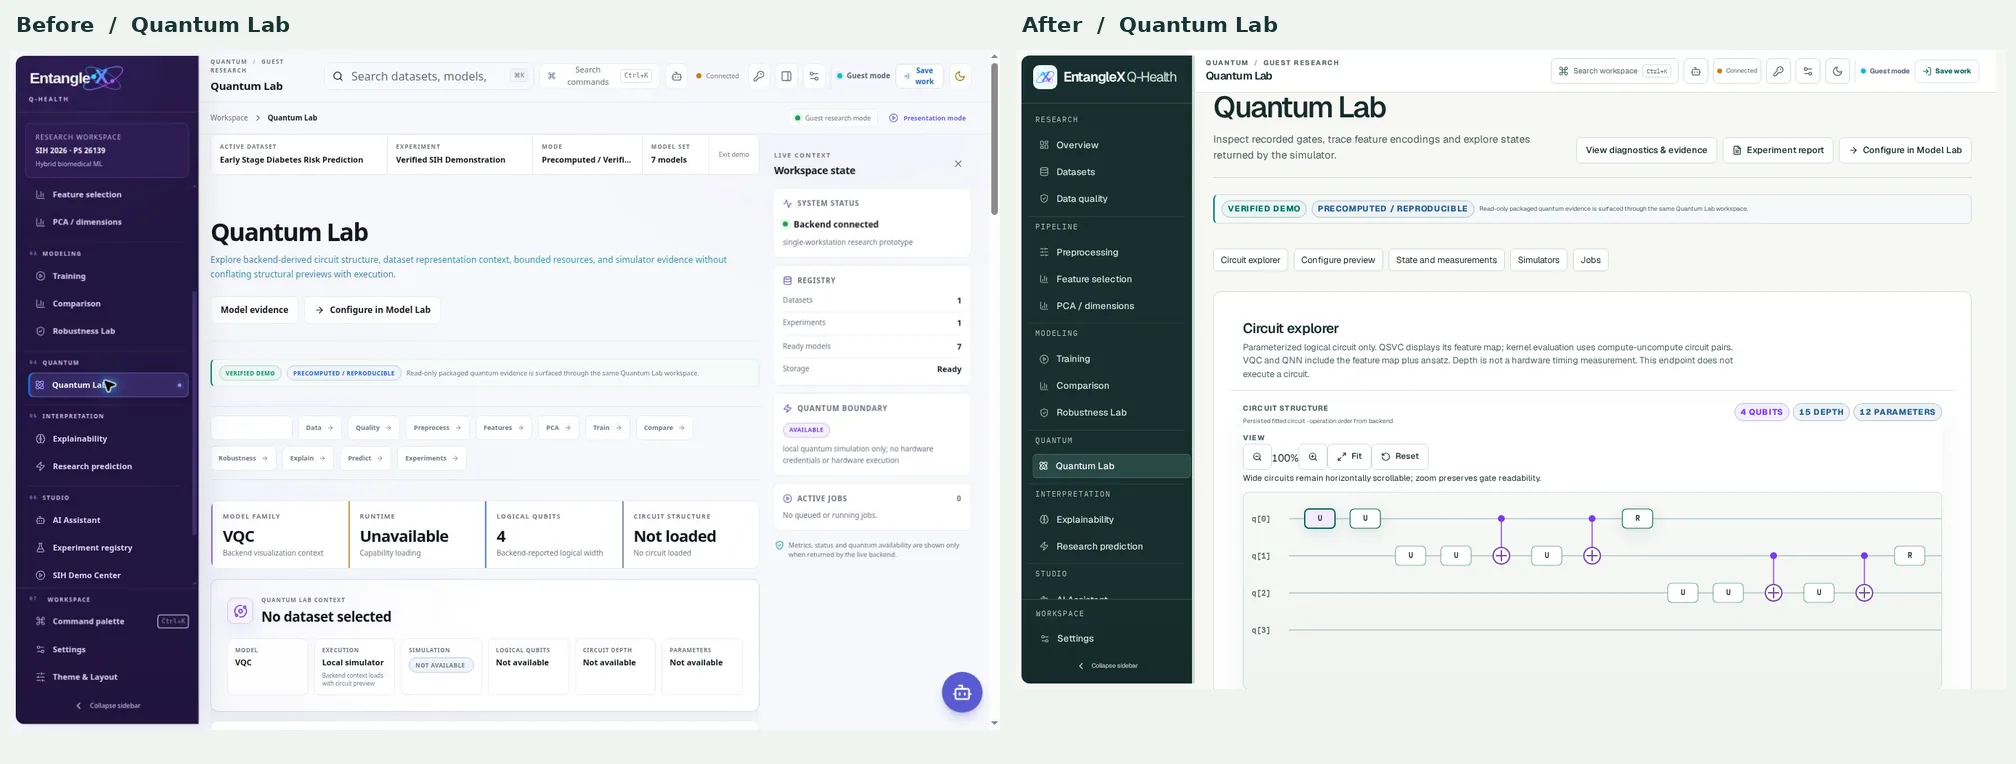 Before / Quantum Lab
EntangleX
Q-HEALTH
RESEARCH WORKSPACE
SIH 2026 · PS 26139
Hybrid biomedical ML
Feature selection
PCA / dimensions
MODELING
Training
Comparison
Robustness Lab
QUANTUM
Quantum La
INTERPRETATION
Explainability
Research prediction
STUDIO
AI Assistant
Experiment registry
SIH Demo Center
WORKSPACE
Command palette Ctrl+K
Settings
Theme & Layout
Collapse sidebar
QUANTUM / GUEST
RESEARCH
Quantum Lab
Search datasets, models, ⌘K
Search
commands
Ctrl+K
Connected
Guest mode
Save
work
Workspace > Quantum Lab
Guest research mode
Presentation mode
ACTIVE DATASET
Early Stage Diabetes Risk Prediction
EXPERIMENT
Verified SIH Demonstration
MODE
Precomputed / Verifi...
MODEL SET
7 models
Exit demo
Quantum Lab
Explore backend-derived circuit structure, dataset representation context, bounded resources, and simulator evidence without
conflating structural previews with execution.
Model evidence
→ Configure in Model Lab
VERIFIED DEMO PRECOMPUTED / REPRODUCIBLE Read-only packaged quantum evidence is surfaced through the same Quantum Lab workspace.
Data → Quality → Preprocess → Features → PCA → Train → Compare →
Robustness → Explain → Predict → Experiments →
MODEL FAMILY
VQC
Backend visualization context
RUNTIME
Unavailable
Capability loading
LOGICAL QUBITS
4
Backend-reported logical width
CIRCUIT STRUCTURE
Not loaded
No circuit loaded
QUANTUM LAB CONTEXT
No dataset selected
MODEL
VQC
EXECUTION
Local simulator
Backend context loads
with circuit preview
SIMULATION
NOT AVAILABLE
LOGICAL QUBITS
Not available
CIRCUIT DEPTH
Not available
PARAMETERS
Not available
LIVE CONTEXT
Workspace state
SYSTEM STATUS
Backend connected
single-workstation research prototype
REGISTRY
Datasets 1
Experiments 1
Ready models 7
Storage Ready
QUANTUM BOUNDARY
AVAILABLE
local quantum simulation only; no hardware
credentials or hardware execution
ACTIVE JOBS 0
No queued or running jobs.
Metrics, status and quantum availability are shown only
when returned by the live backend.
After / Quantum Lab
EntangleX Q-Health
RESEARCH
Overview
Datasets
Data quality
PIPELINE
Preprocessing
Feature selection
PCA / dimensions
MODELING
Training
Comparison
Robustness Lab
QUANTUM
Quantum Lab
INTERPRETATION
Explainability
Research prediction
STUDIO
AI Assistant
WORKSPACE
Settings
Collapse sidebar
QUANTUM / GUEST RESEARCH
Quantum Lab
⌘ Search workspace Ctrl+K
Connected
Guest mode
Save work
Quantum Lab
Inspect recorded gates, trace feature encodings and explore states
returned by the simulator.
View diagnostics & evidence
Experiment report
→ Configure in Model Lab
VERIFIED DEMO PRECOMPUTED / REPRODUCIBLE Read-only packaged quantum evidence is surfaced through the same Quantum Lab workspace.
Circuit explorer Configure preview State and measurements Simulators Jobs
Circuit explorer
Parameterized logical circuit only. QSVC displays its feature map; kernel evaluation uses compute-uncompute circuit pairs.
VQC and QNN include the feature map plus ansatz. Depth is not a hardware timing measurement. This endpoint does not
execute a circuit.
CIRCUIT STRUCTURE
Persisted fitted circuit · operation order from backend
4 QUBITS 15 DEPTH 12 PARAMETERS
VIEW
100% Fit Reset
Wide circuits remain horizontally scrollable; zoom preserves gate readability.
q[0] U U R
q[1] U U U R
q[2] U U U
q[3]